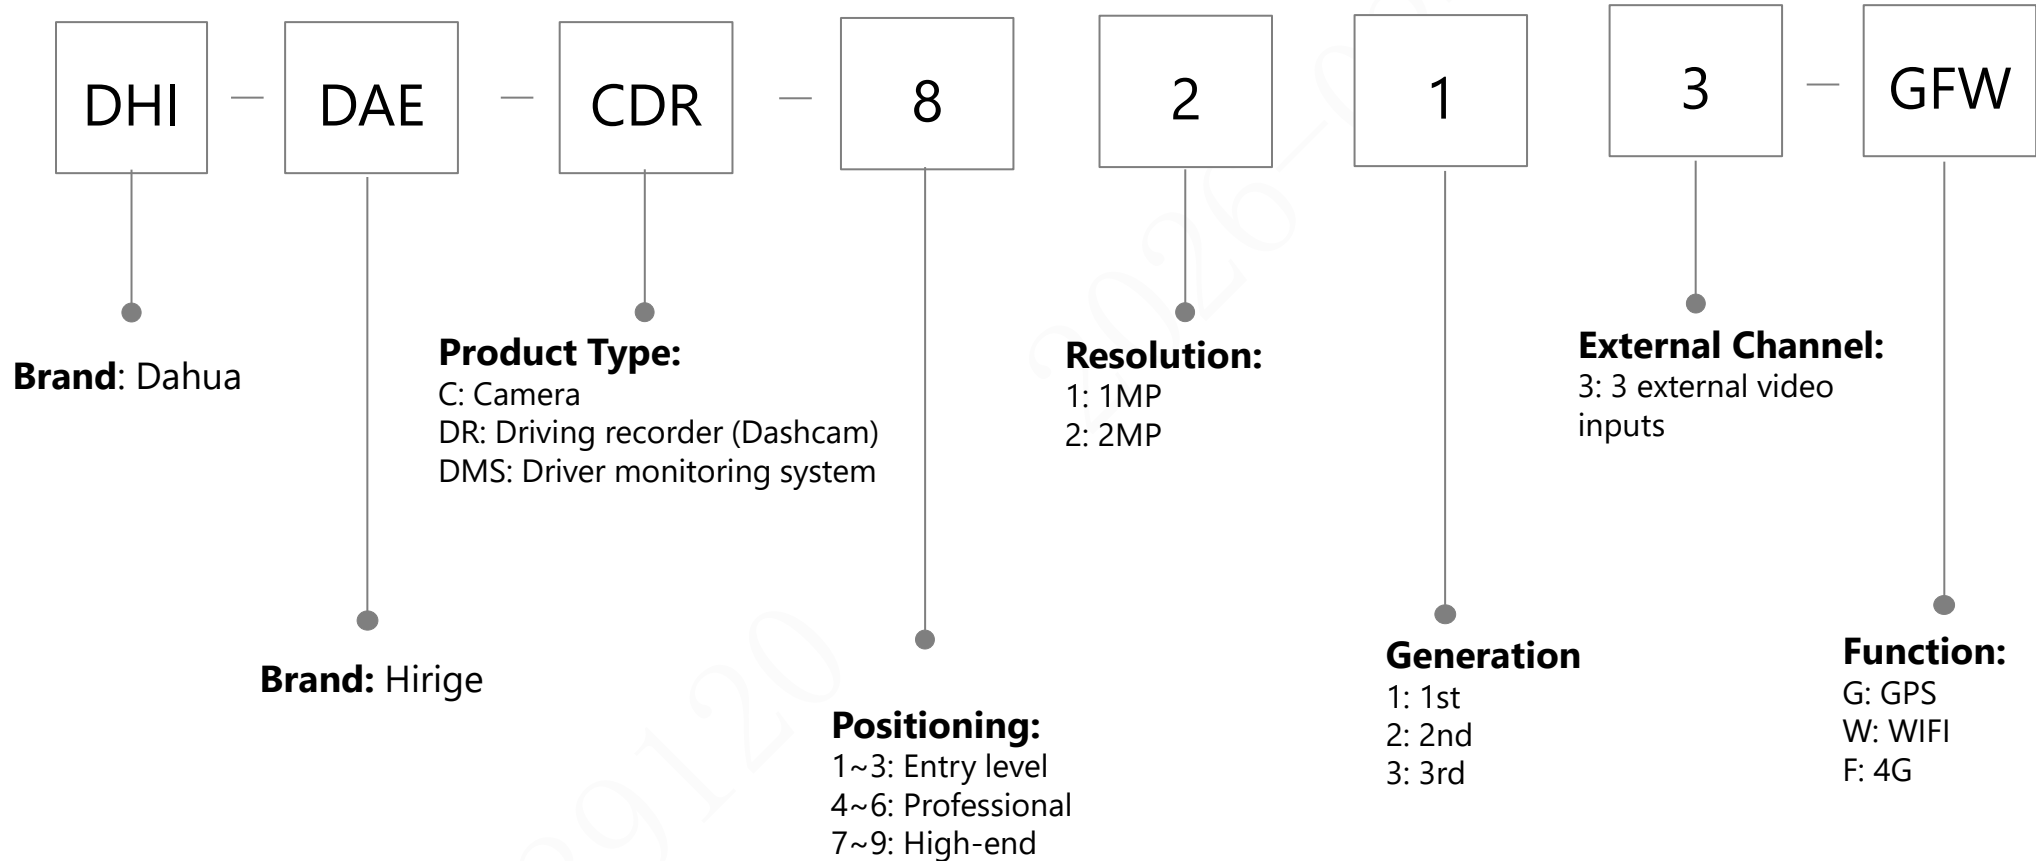 DHI — DAE — CDR — 8 2 1 3 — GFW
Brand: Dahua
Brand: Hirige
Product Type:
C: Camera
DR: Driving recorder (Dashcam)
DMS: Driver monitoring system
Positioning:
1~3: Entry level
4~6: Professional
7~9: High-end
Resolution:
1: 1MP
2: 2MP
Generation
1: 1st
2: 2nd
3: 3rd
External Channel:
3: 3 external video
inputs
Function:
G: GPS
W: WIFI
F: 4G